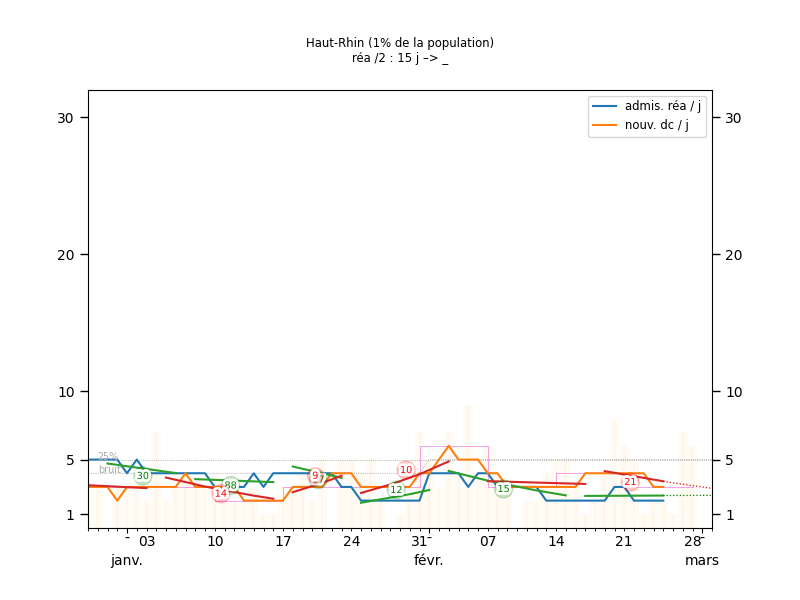 Haut-Rhin (1% de la population)
réa /2 : 15 j –> _
admis. réa / j
nouv. dc / j
30 30
20 20
10 10
5 5
1 1
25%
bruit
30
14
88
9
10
12
15
21
03 10 17 24 31 07 14 21 28
janv. févr. mars